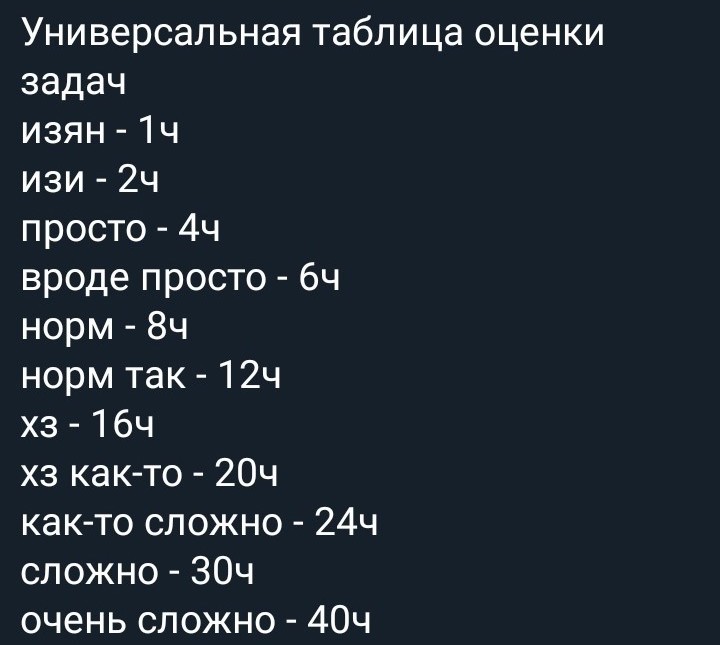 Универсальная таблица оценки
задач
изян - 1ч
изи - 2ч
просто - 4ч
вроде просто - 6ч
норм - 8ч
норм так - 12ч
хз - 16ч
хз как-то - 20ч
как-то сложно - 24ч
сложно - 30ч
очень сложно - 40ч